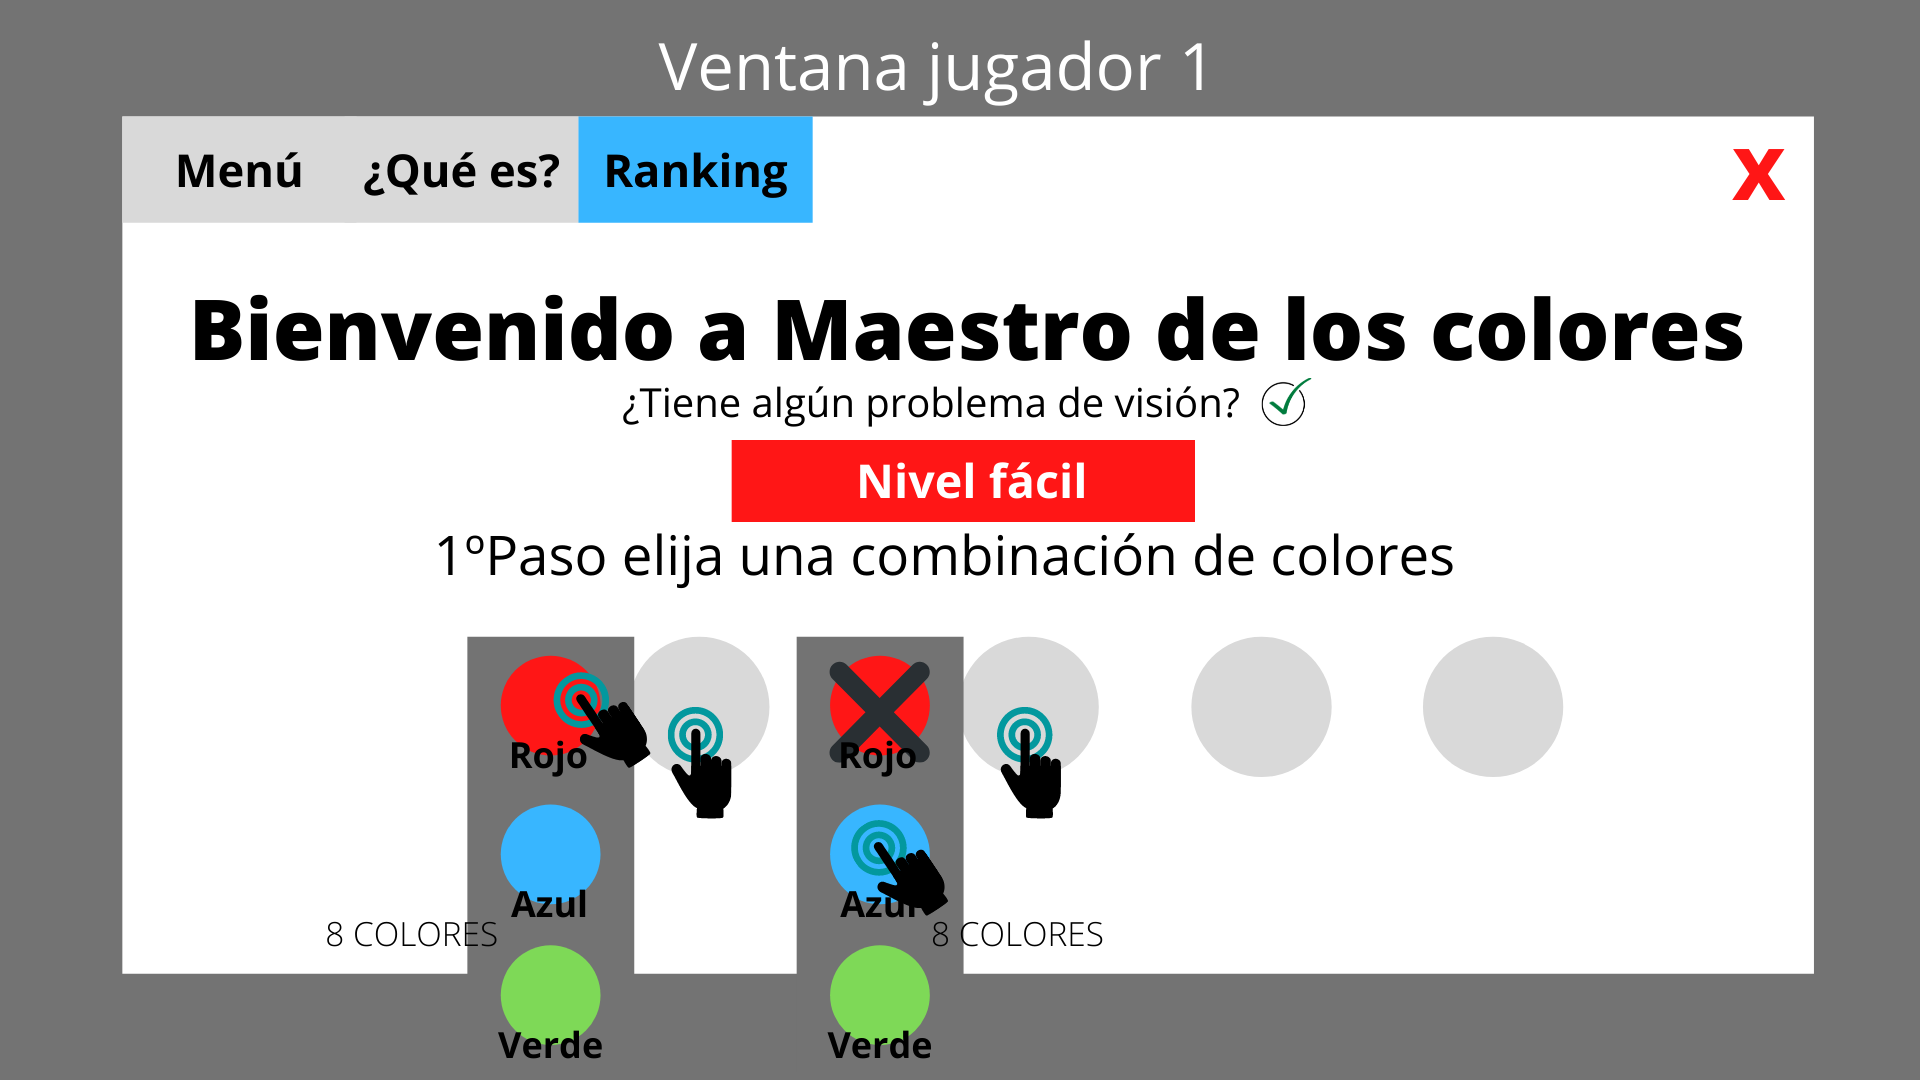 Ventana jugador 1
Menú ¿Qué es? Ranking X
Bienvenido a Maestro de los colores
¿Tiene algún problema de visión?
Nivel fácil
1ºPaso elija una combinación de colores
Rojo Rojo
Azul Azul
8 COLORES 8 COLORES
Verde Verde